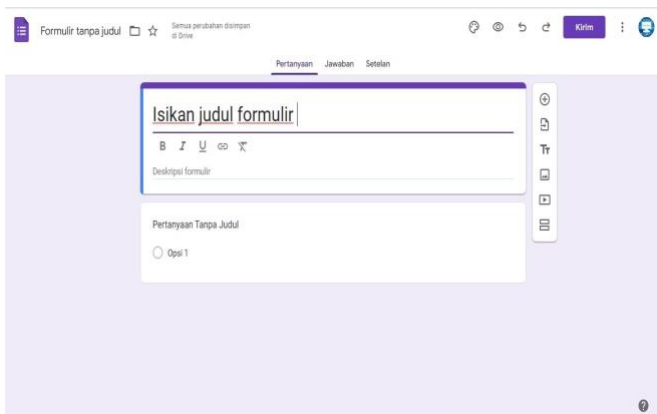 Formulir tanpa judul
Semua perubahan disimpan
di Drive
Kirim
Pertanyaan Jawaban Setelan
Isikan judul formulir
B I U
Deskripsi formulir
Tт
Pertanyaan Tanpa Judul
Opsi 1